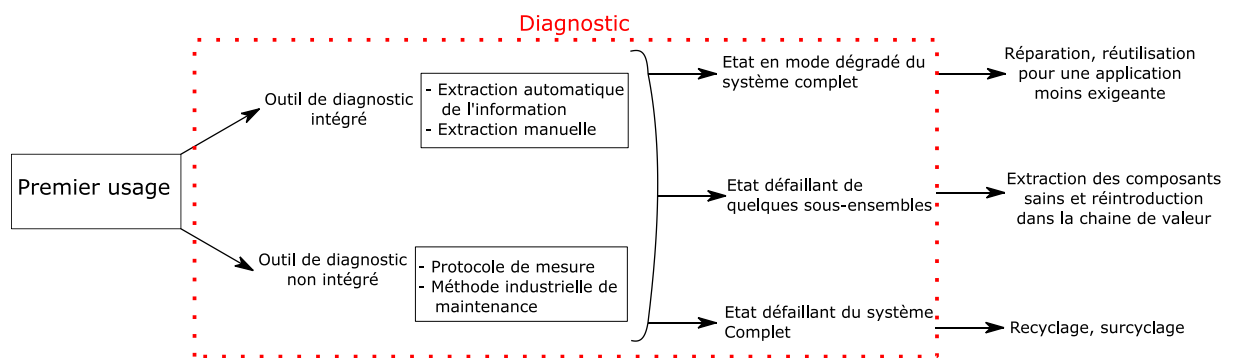 Diagnostic
Premier usage
Outil de diagnostic
intégré
- Extraction automatique
de l'information
- Extraction manuelle
Outil de diagnostic
non intégré
- Protocole de mesure
- Méthode industrielle de
maintenance
Etat en mode dégradé du
système complet
Etat défaillant de
quelques sous-ensembles
Etat défaillant du système
Complet
Réparation, réutilisation
pour une application
moins exigeante
Extraction des composants
sains et réintroduction
dans la chaine de valeur
Recyclage, surcyclage